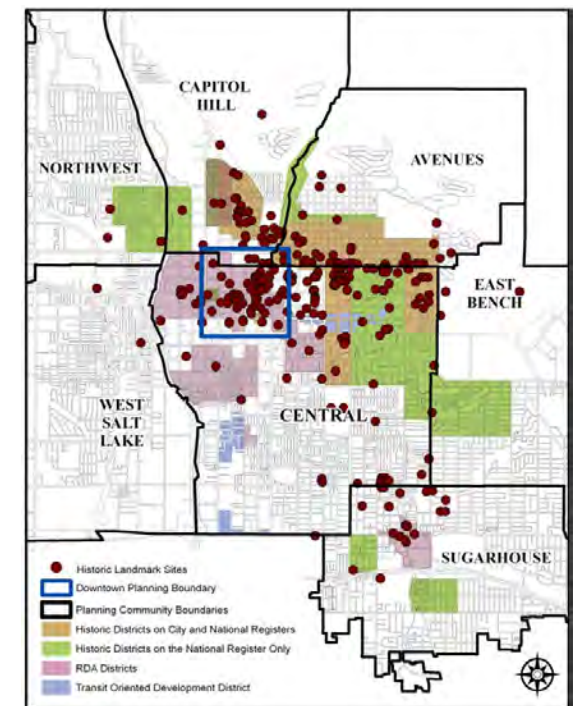 CAPITOL
HILL
NORTHWEST
AVENUES
EAST
BENCH
WEST
SALT
LAKE
CENTRAL
SUGARHOUSE
Historic Landmark Sites
Downtown Planning Boundary
Planning Community Boundaries
Historic Districts on City and National Registers
Historic Districts on the National Register Only
RDA Districts
Transit Oriented Development District